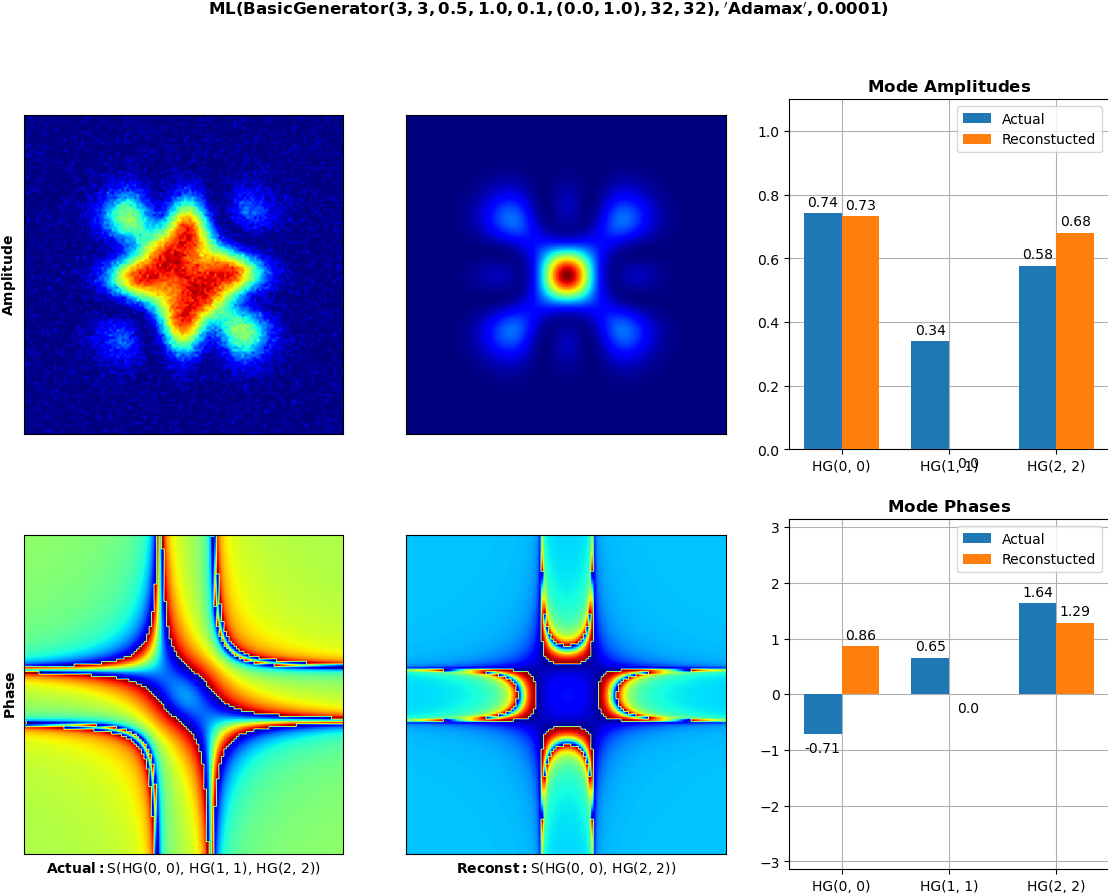 ML(BasicGenerator(3, 3, 0.5, 1.0, 0.1, (0.0, 1.0), 32, 32), ′Adamax′, 0.0001)
Amplitude
Mode Amplitudes
Actual
Reconstucted
1.0
0.8
0.6
0.4
0.2
0.0
0.74
0.73
0.34
0.0
0.58
0.68
HG(0, 0)
HG(1, 1)
HG(2, 2)
Phase
Actual: S(HG(0, 0), HG(1, 1), HG(2, 2))
Reconst: S(HG(0, 0), HG(2, 2))
Mode Phases
Actual
Reconstucted
3
2
1
0
−1
−2
−3
-0.71
0.86
0.65
0.0
1.64
1.29
HG(0, 0)
HG(1, 1)
HG(2, 2)